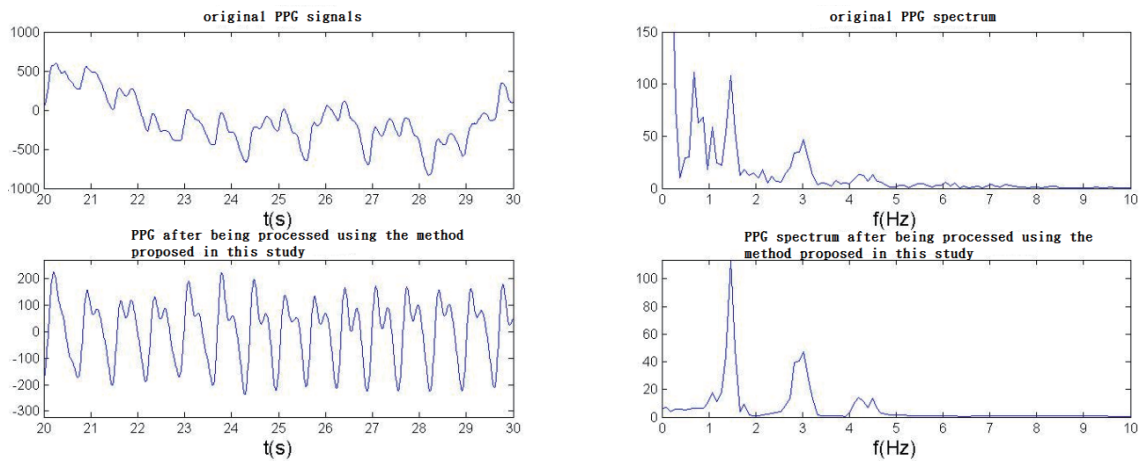 original PPG signals
1000
500
0
500
1000
20 21 22 23 24 25 26 27 28 29 30
t(s)
original PPG spectrum
150
100
50
0
0 1 2 3 4 5 6 7 8 9 10
f(Hz)
PPG after being processed using the method
proposed in this study
200
100
0
-100
-200
-300
20 21 22 23 24 25 26 27 28 29 30
t(s)
PPG spectrum after being processed using the
method proposed in this study
100
80
60
40
20
0
0 1 2 3 4 5 6 7 8 9 10
f(Hz)